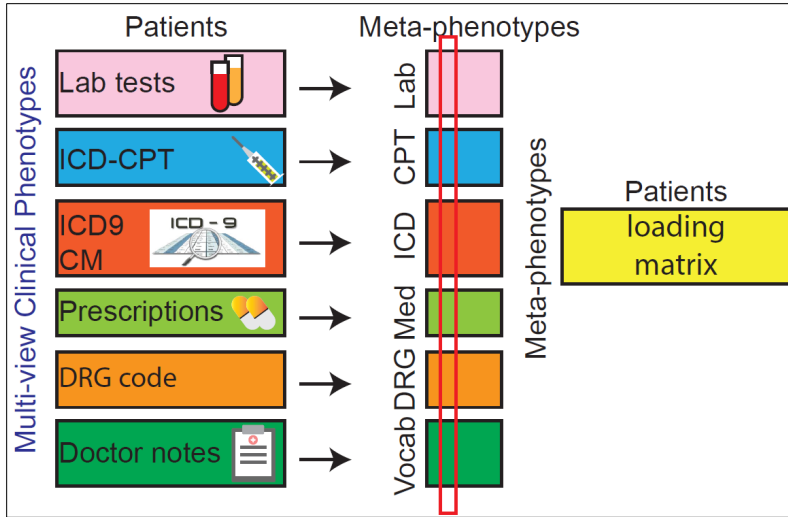 Patients
Meta-phenotypes
Multi-view Clinical Phenotypes
Lab tests
Lab
ICD-CPT
CPT
ICD9
CM
ICD - 9
ICD
Prescriptions
Med
DRG code
DRG
Doctor notes
Vocab
Meta-phenotypes
Patients
loading
matrix